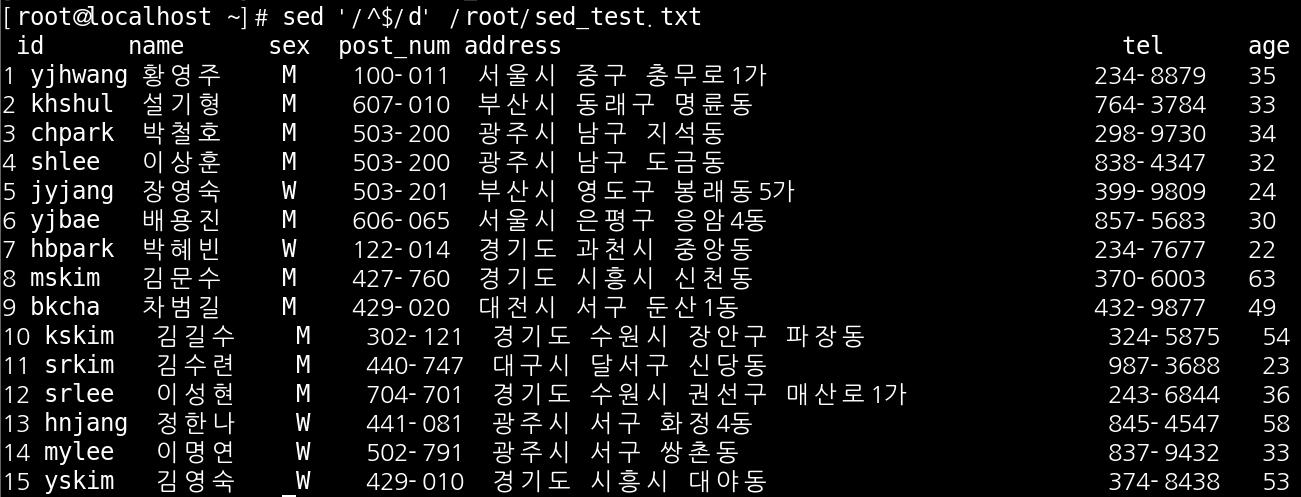 [root@localhost ~]# sed '/^$/d' /root/sed_test.txt
id name sex post_num address tel age
1 yjhwang 황영주 M 100-011 서울시 중구 충무로1가 234-8879 35
2 khshul 설기형 M 607-010 부산시 동래구 명륜동 764-3784 33
3 chpark 박철호 M 503-200 광주시 남구 지석동 298-9730 34
4 shlee 이상훈 M 503-200 광주시 남구 도금동 838-4347 32
5 jyjang 장영숙 W 503-201 부산시 영도구 봉래동5가 399-9809 24
6 yjbae 배용진 M 606-065 서울시 은평구 응암4동 857-5683 30
7 hbpark 박혜빈 W 122-014 경기도 과천시 중앙동 234-7677 22
8 mskim 김문수 M 427-760 경기도 시흥시 신천동 370-6003 63
9 bkcha 차범길 M 429-020 대전시 서구 둔산1동 432-9877 49
10 kskim 김길수 M 302-121 경기도 수원시 장안구 파장동 324-5875 54
11 srkim 김수련 M 440-747 대구시 달서구 신당동 987-3688 23
12 srlee 이성현 M 704-701 경기도 수원시 권선구 매산로1가 243-6844 36
13 hnjang 정한나 W 441-081 광주시 서구 화정4동 845-4547 58
14 mylee 이명연 W 502-791 광주시 서구 쌍촌동 837-9432 33
15 yskim 김영숙 W 429-010 경기도 시흥시 대야동 374-8438 53